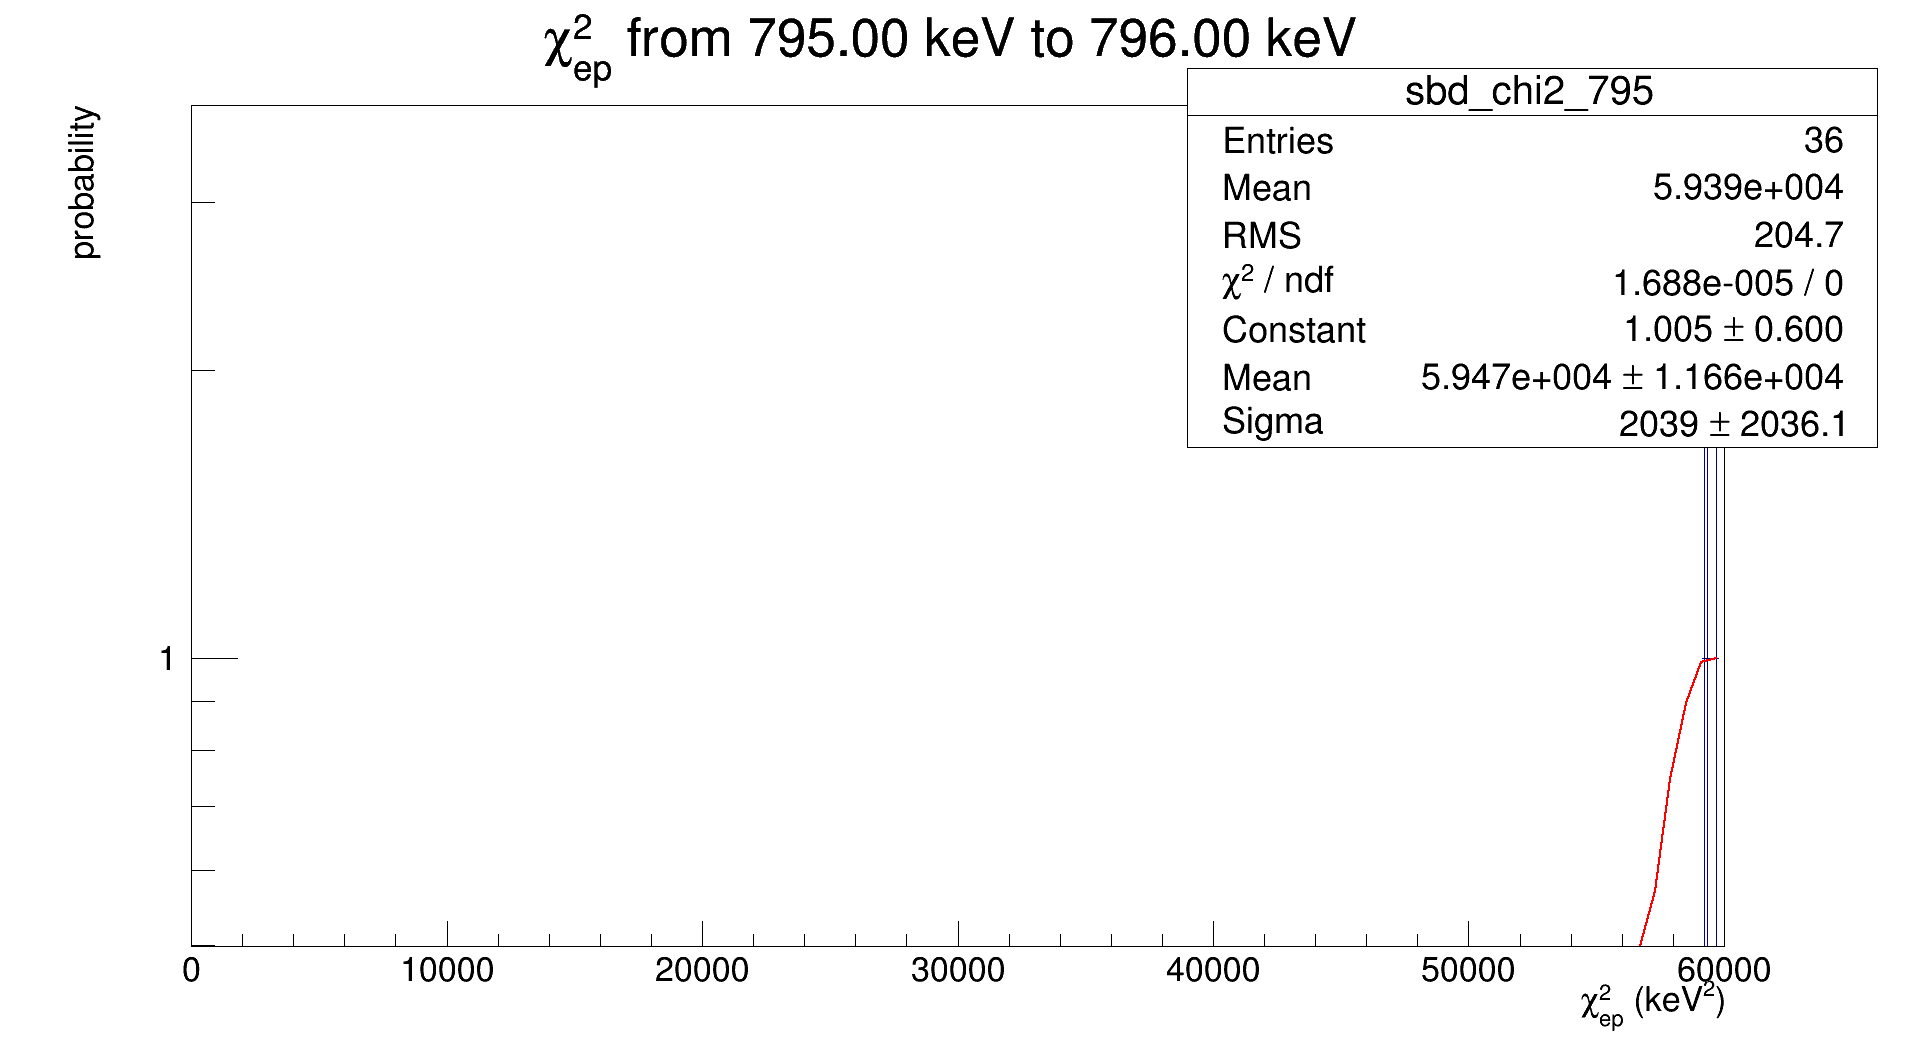 χ²ep from 795.00 keV to 796.00 keV
probability
sbd_chi2_795
Entries 36
Mean 5.939e+004
RMS 204.7
χ² / ndf 1.688e-005 / 0
Constant 1.005 ± 0.600
Mean 5.947e+004 ± 1.166e+004
Sigma 2039 ± 2036.1
1
0 10000 20000 30000 40000 50000 60000
χ²ep (keV²)